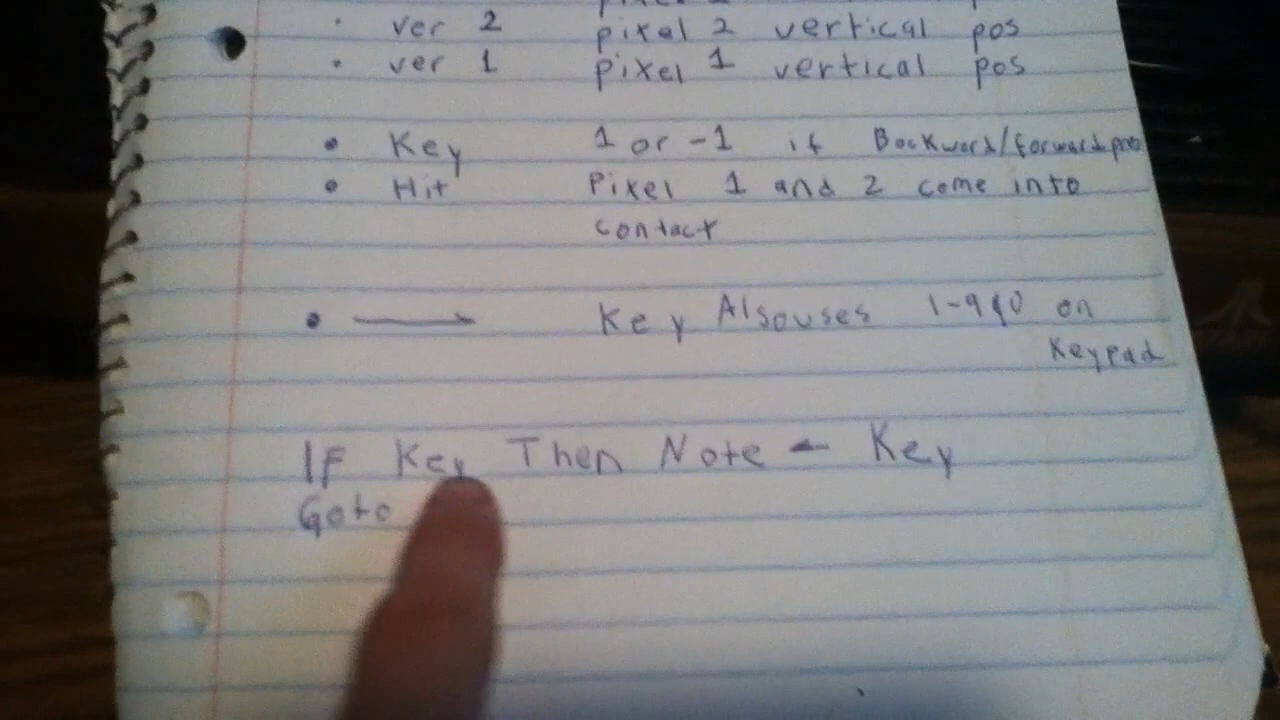 • ver 2 pixel 2 vertical pos
• ver 1 pixel 1 vertical pos
• Key 1 or -1 if Backward/forward
• Hit Pixel 1 and 2 come into
contact
• → Key Also uses 1-9 & 0 on
Keypad
IF Key Then Note ← Key
Goto